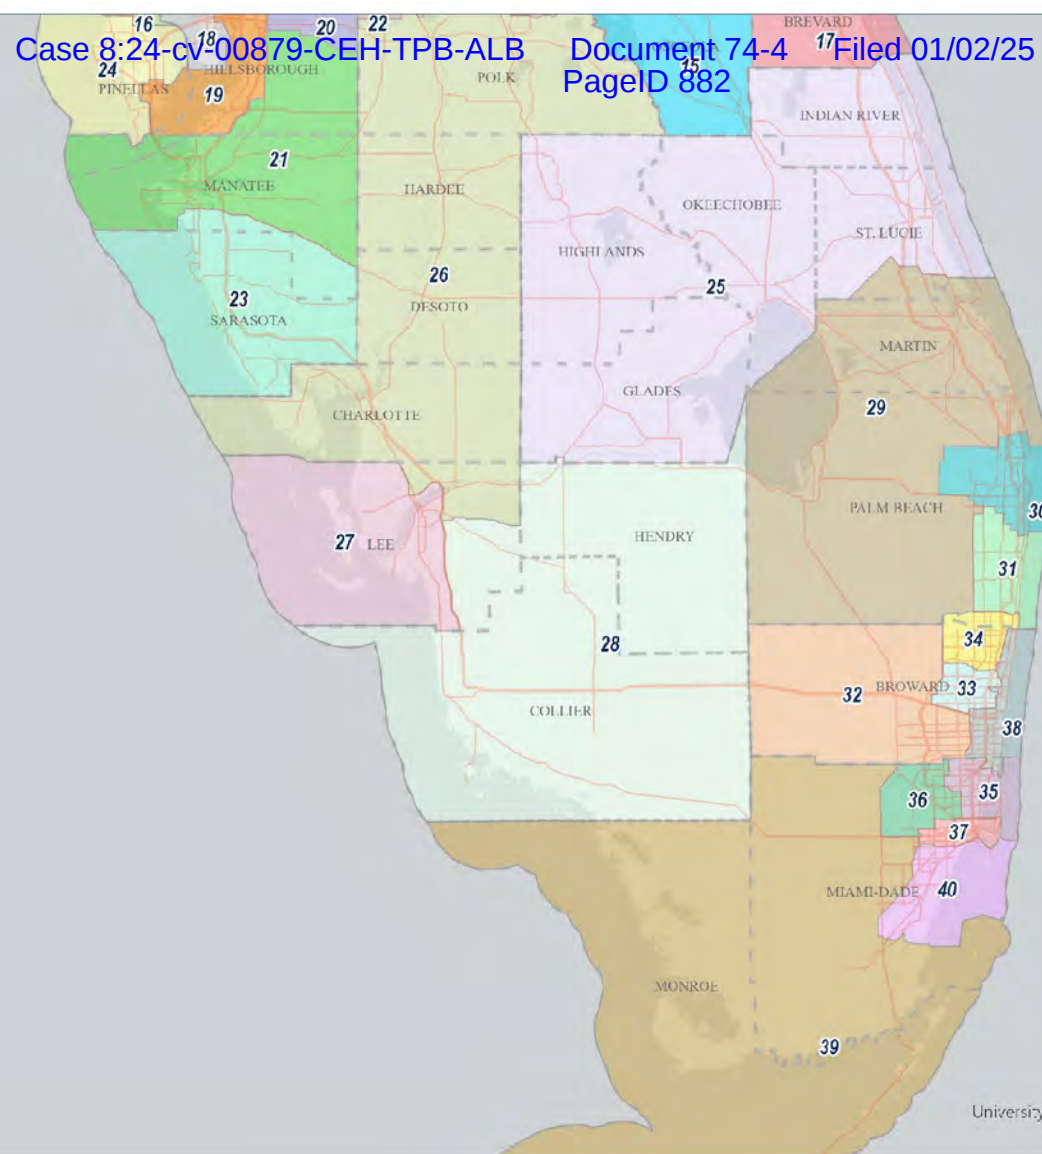 Case 8:24-cv-00879-CEH-TPB-ALB Document 74-4 Filed 01/02/25
PageID 882
16
18
20
22
BREVARD
17
15
24
PINELLAS
HILLSBOROUGH
19
POLK
INDIAN RIVER
21
MANATEE
HARDEE
OKEECHOBEE
ST. LUCIE
HIGHLANDS
26
25
23
SARASOTA
DESOTO
MARTIN
GLADES
29
CHARLOTTE
PALM BEACH
30
27 LEE
HENDRY
31
34
28
32
BROWARD 33
COLLIER
38
36
35
37
MIAMI-DADE 40
MONROE
39
University